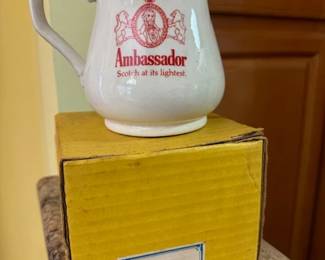 Ambassador
Scotch at its lightest.